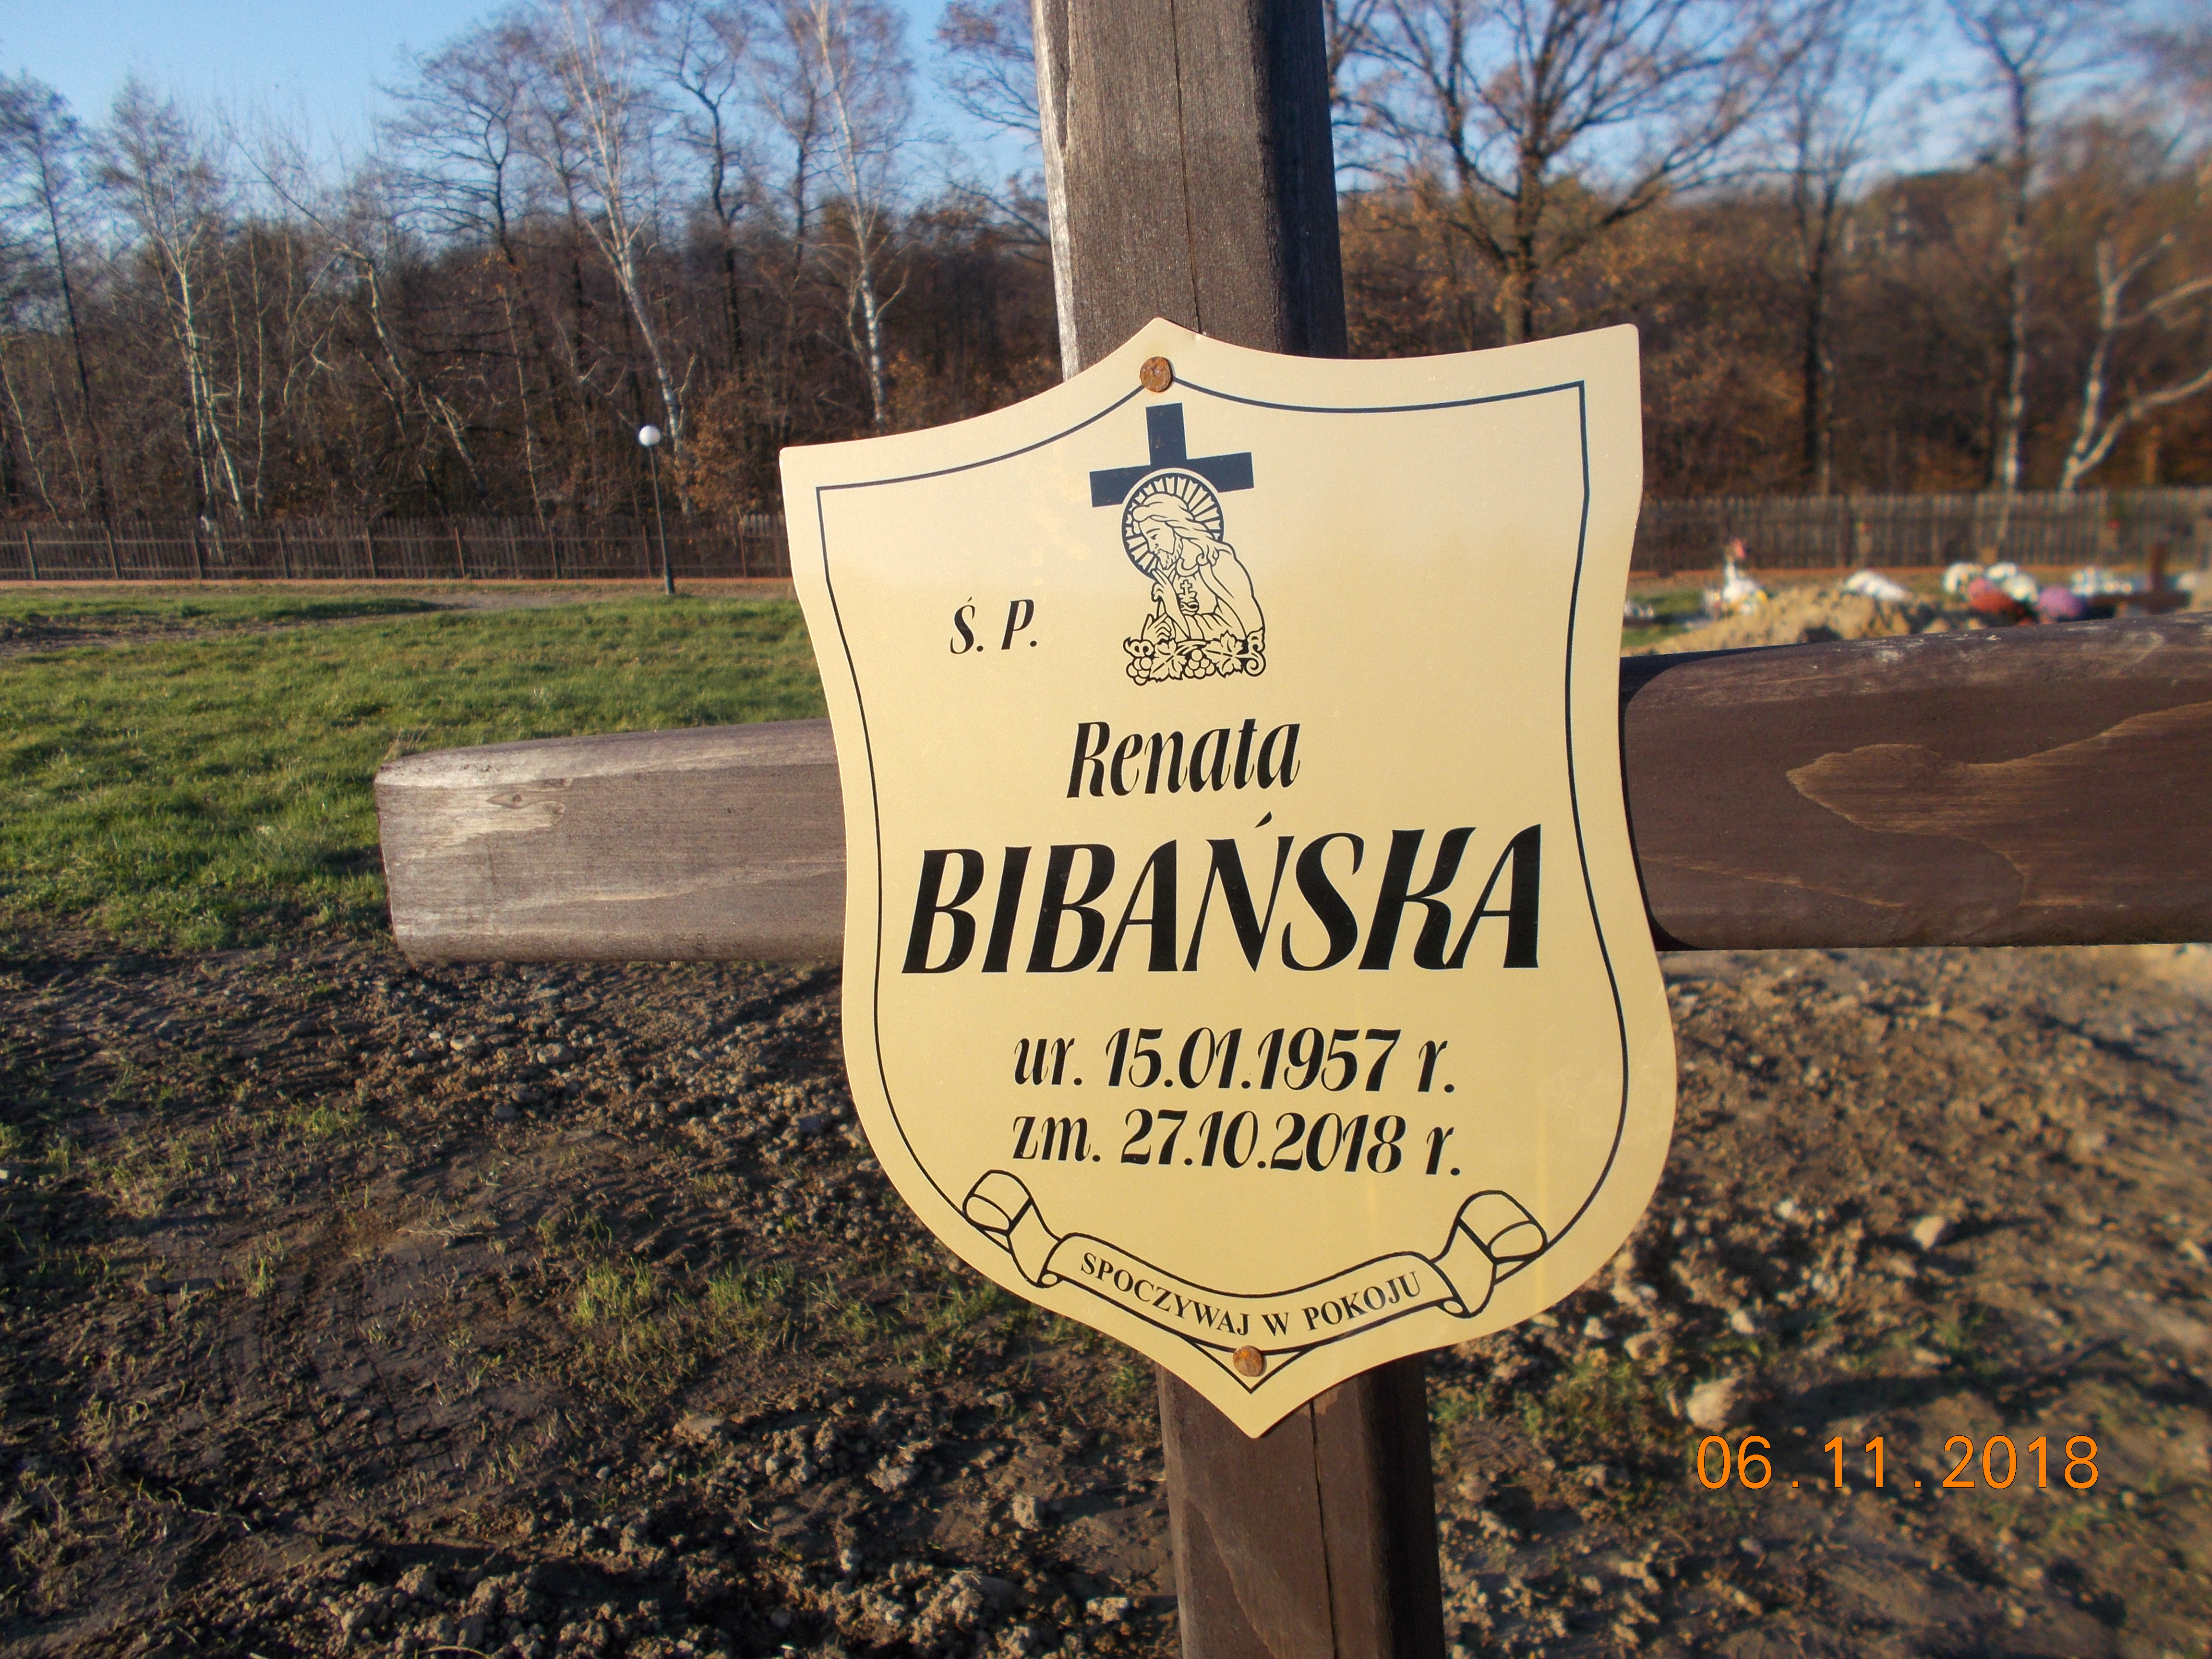 Ś. P.
Renata
BIBAŃSKA
ur. 15.01.1957 r.
zm. 27.10.2018 r.
SPOCZYWAJ W POKOJU
06.11.2018